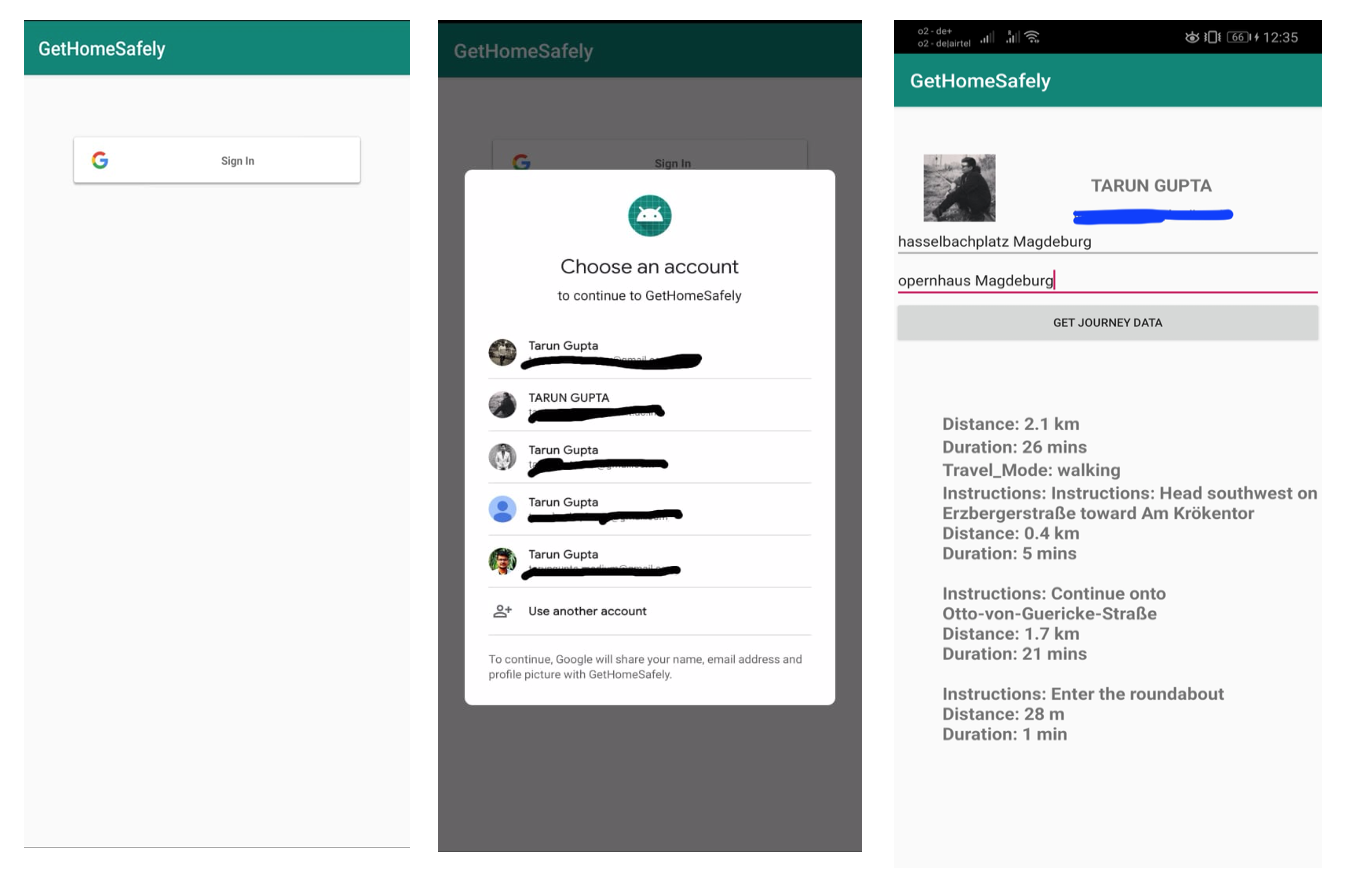 GetHomeSafely
Sign In
GetHomeSafely
Sign In
Choose an account
to continue to GetHomeSafely
Tarun Gupta
TARUN GUPTA
Tarun Gupta
Tarun Gupta
Tarun Gupta
Use another account
To continue, Google will share your name, email address and
profile picture with GetHomeSafely.
o2 - de+
o2 - de|airtel
66
12:35
GetHomeSafely
TARUN GUPTA
hasselbachplatz Magdeburg
opernhaus Magdeburg
GET JOURNEY DATA
Distance: 2.1 km
Duration: 26 mins
Travel_Mode: walking
Instructions: Instructions: Head southwest on
Erzbergerstraße toward Am Krökentor
Distance: 0.4 km
Duration: 5 mins
Instructions: Continue onto
Otto-von-Guericke-Straße
Distance: 1.7 km
Duration: 21 mins
Instructions: Enter the roundabout
Distance: 28 m
Duration: 1 min